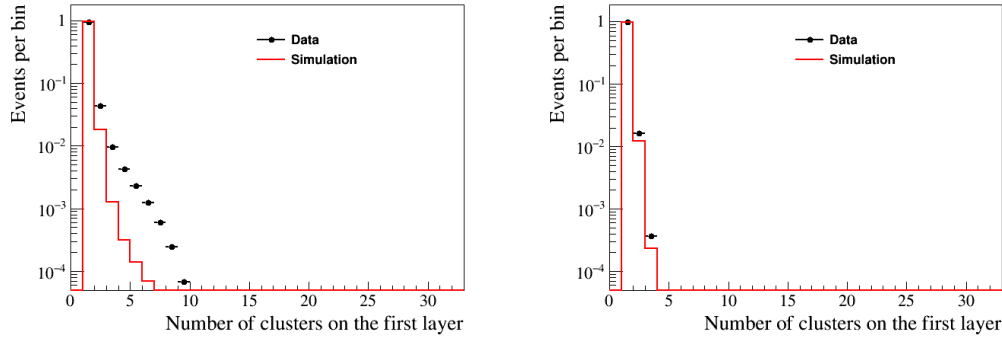 Events per bin
1
10⁻¹
10⁻²
10⁻³
10⁻⁴
Data
Simulation
0 5 10 15 20 25 30
Number of clusters on the first layer
Events per bin
1
10⁻¹
10⁻²
10⁻³
10⁻⁴
Data
Simulation
0 5 10 15 20 25 30
Number of clusters on the first layer